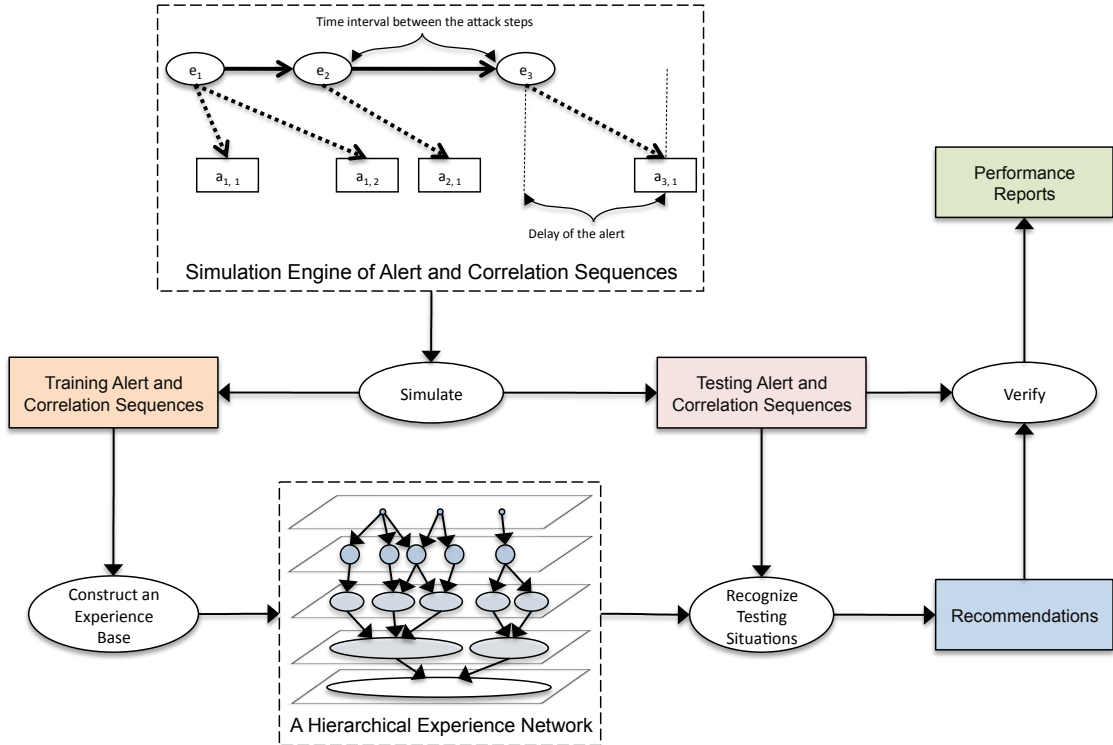 Time interval between the attack steps
e1
e2
e3
a1, 1
a1,2
a2,1
a3,1
Delay of the alert
Simulation Engine of Alert and Correlation Sequences
Performance
Reports
Training Alert and
Correlation Sequences
Simulate
Testing Alert and
Correlation Sequences
Verify
Construct an
Experience
Base
Recognize
Testing
Situations
Recommendations
A Hierarchical Experience Network